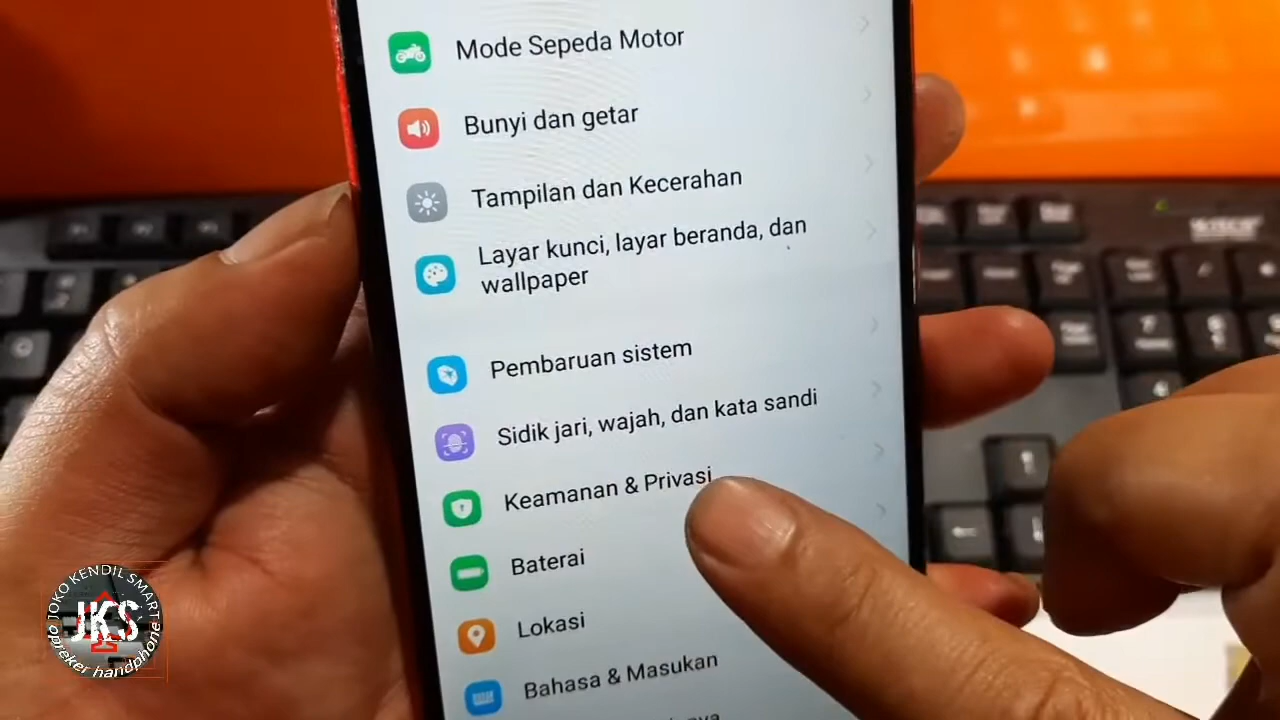 Mode Sepeda Motor
Bunyi dan getar
Tampilan dan Kecerahan
Layar kunci, layar beranda, dan
wallpaper
Pembaruan sistem
Sidik jari, wajah, dan kata sandi
Keamanan & Privasi
Baterai
Lokasi
Bahasa & Masukan
JOKO KENDIL SMART
JKS
opreker handphone